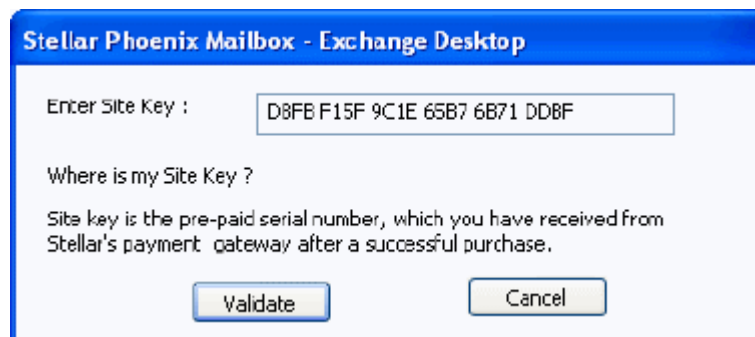 Stellar Phoenix Mailbox - Exchange Desktop
Enter Site Key :
D8FB F15F 9C1E 65B7 6B71 DD8F
Where is my Site Key ?
Site key is the pre-paid serial number, which you have received from
Stellar's payment gateway after a successful purchase.
Validate
Cancel